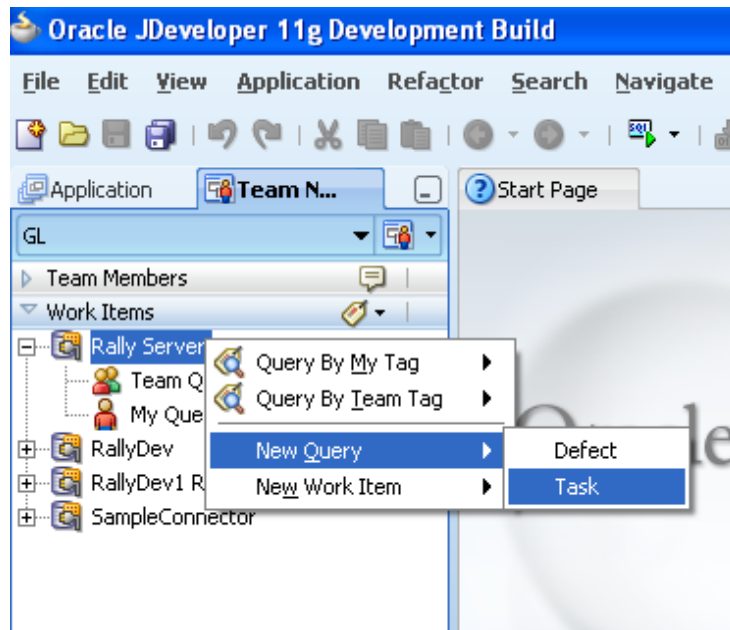 Oracle JDeveloper 11g Development Build
File Edit View Application Refactor Search Navigate
Application Team N... Start Page
GL
Team Members
Work Items
Rally Server
Query By My Tag
Team Q
Query By Team Tag
My Que
RallyDev
New Query
Defect
RallyDev1 R
New Work Item
Task
SampleConnector